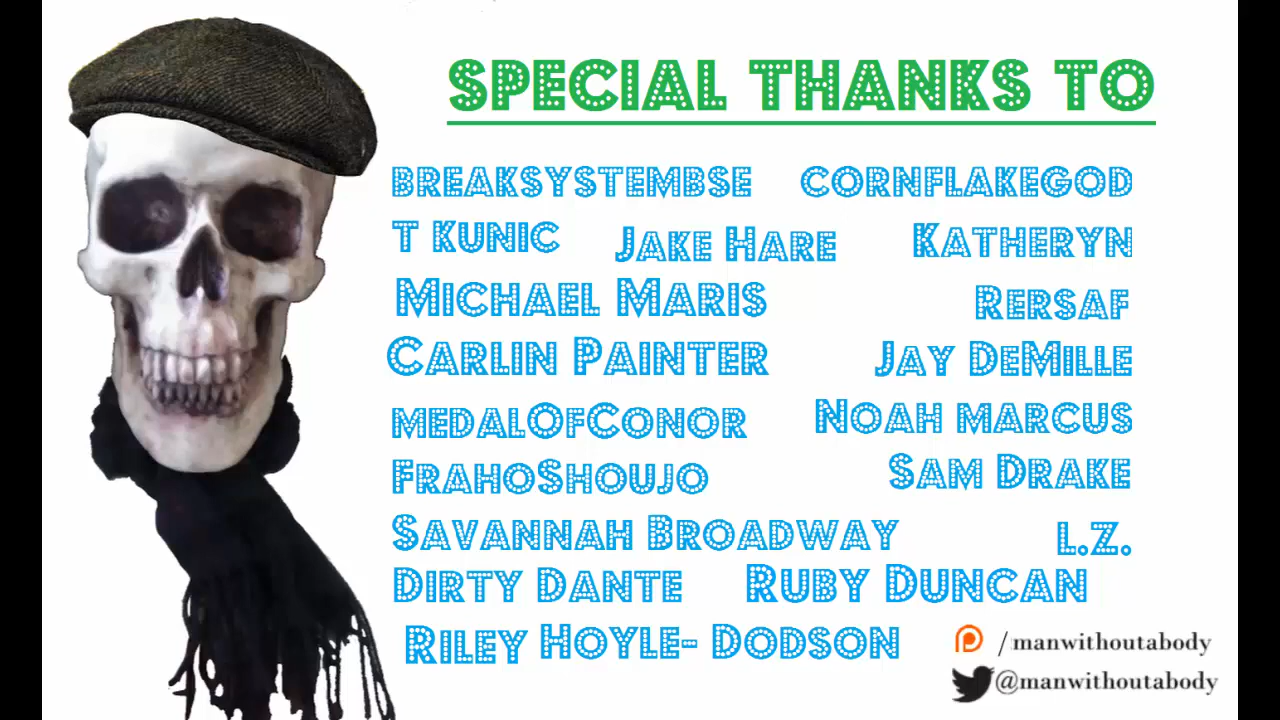 SPECIAL THANKS TO
BREAKSYSTEMBSE CORNFLAKEGOD
T KUNIC JAKE HARE KATHERYN
MICHAEL MARIS RERSAF
CARLIN PAINTER JAY DEMILLE
MEDALOFCONOR NOAH MARCUS
FRAHOSHOUJO SAM DRAKE
SAVANNAH BROADWAY L.Z.
DIRTY DANTE RUBY DUNCAN
RILEY HOYLE- DODSON
/manwithoutabody
@manwithoutabody